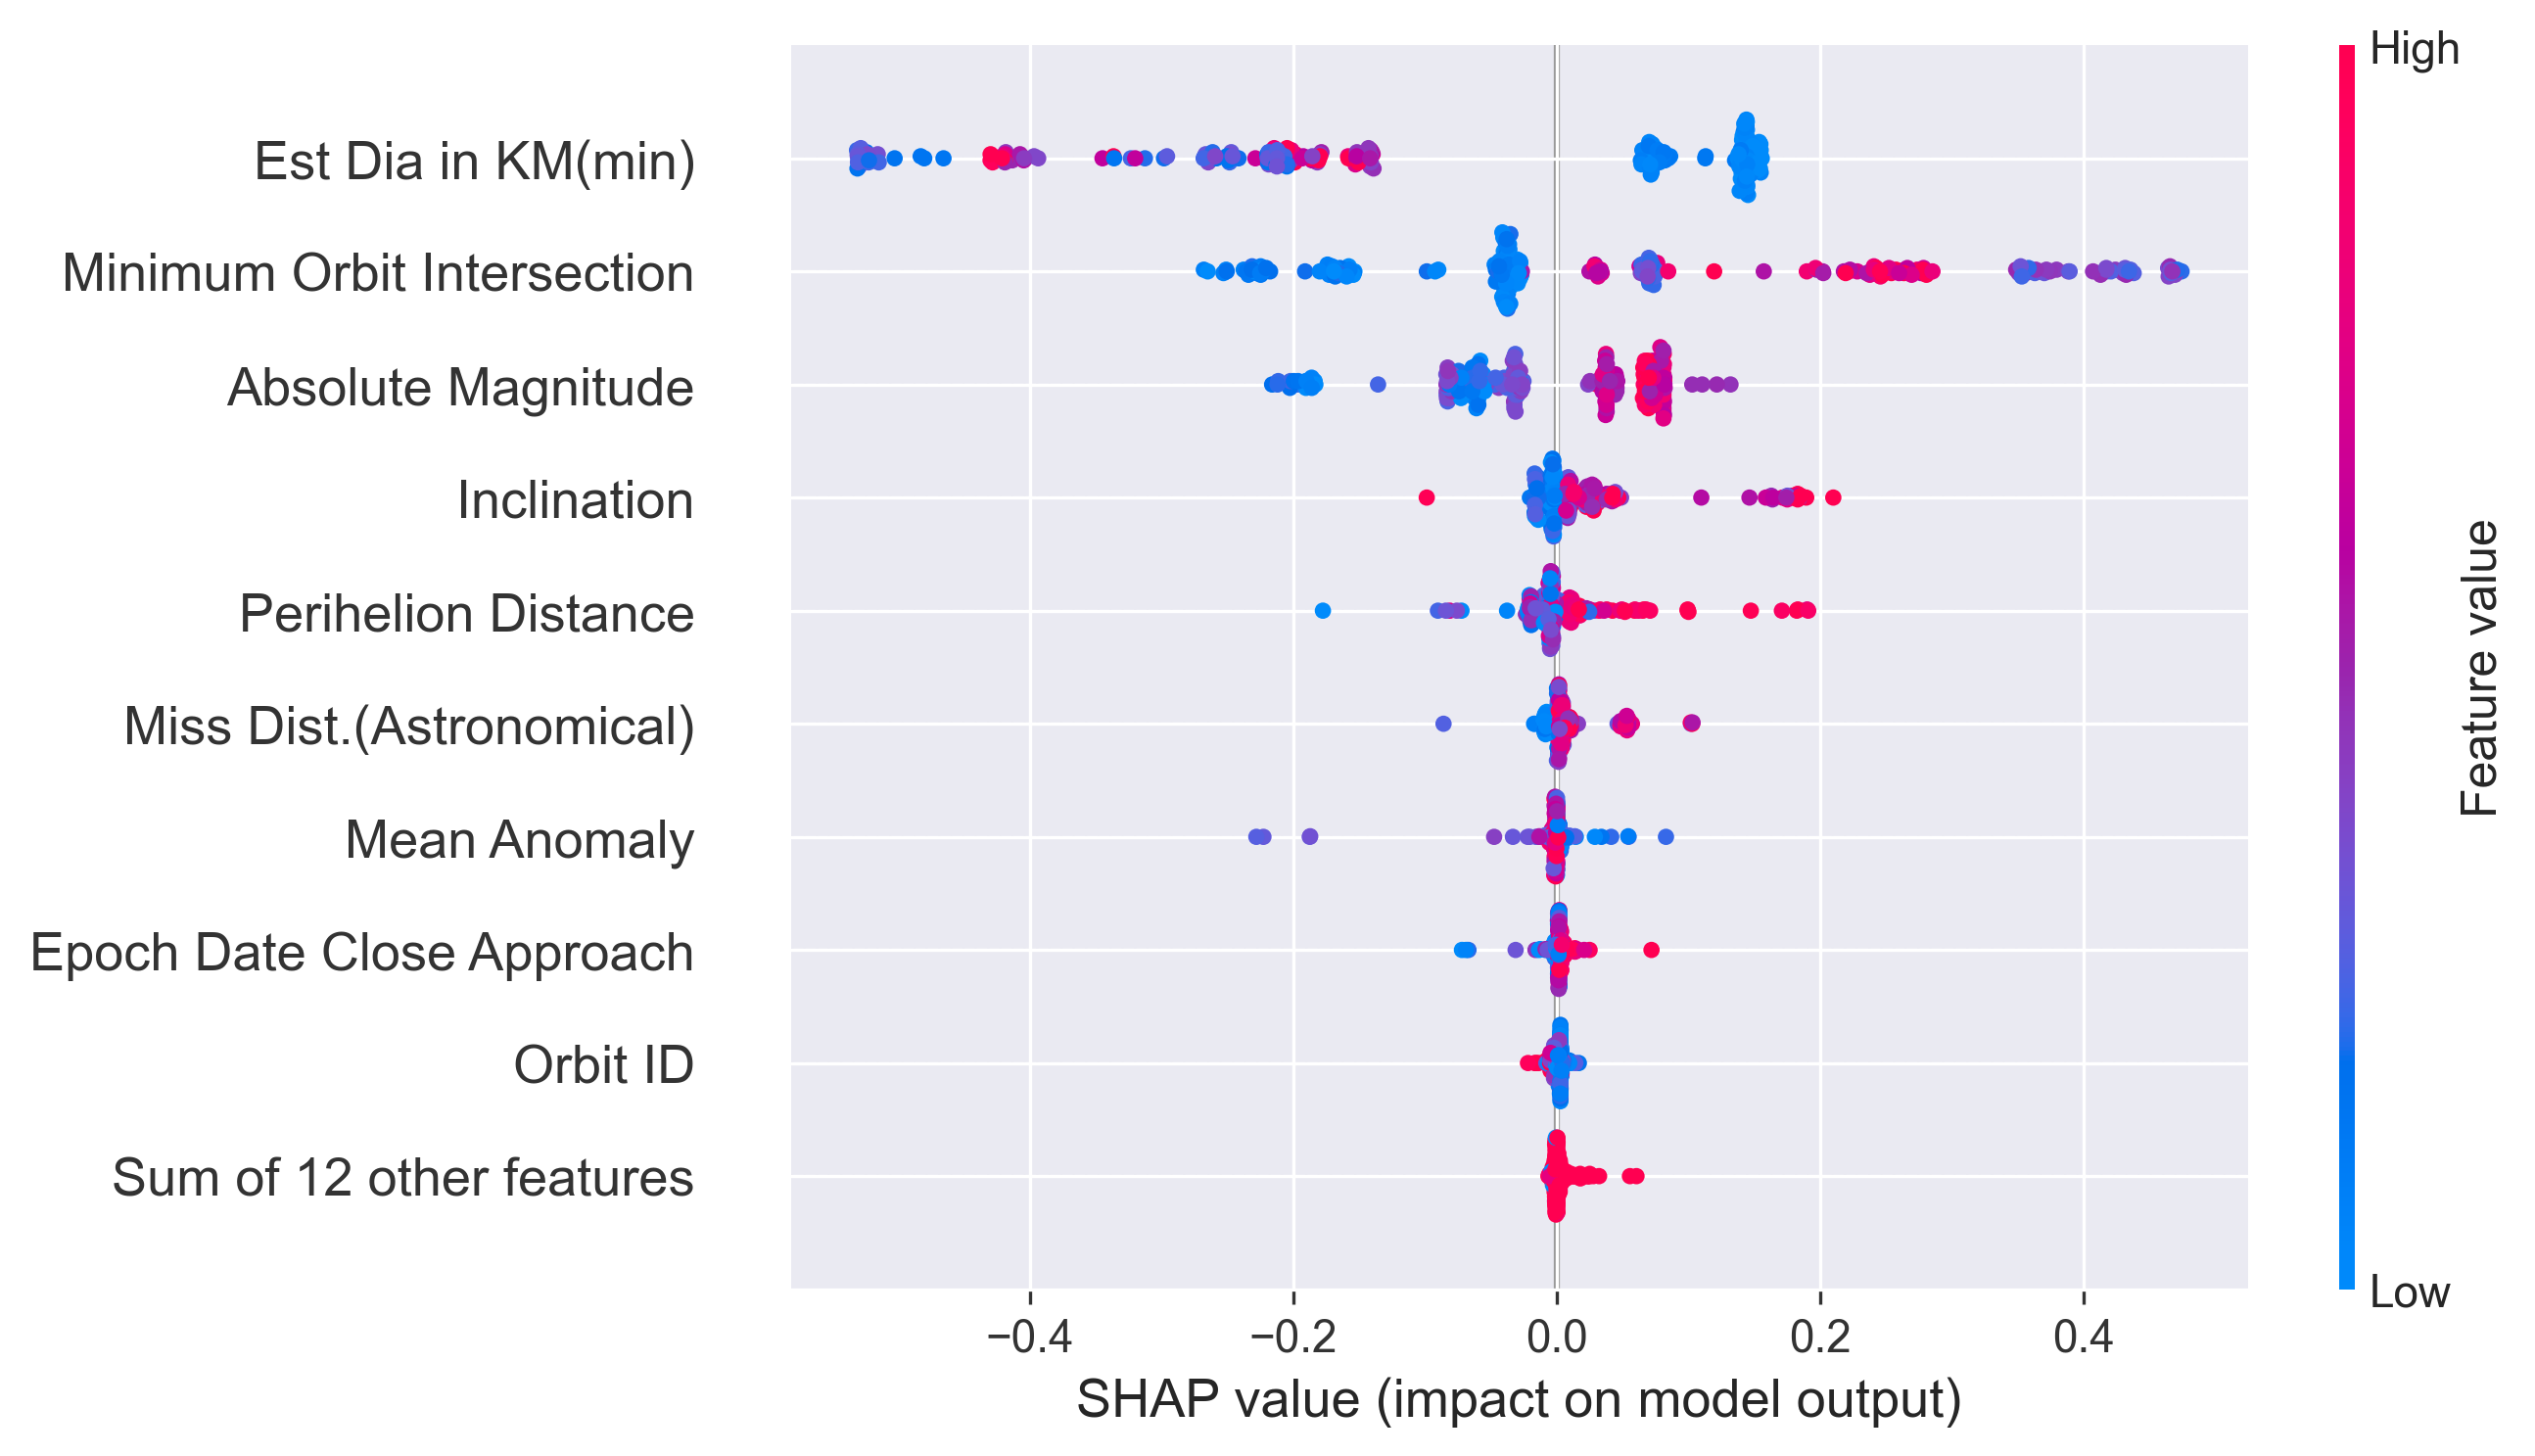 High
Est Dia in KM(min)
Minimum Orbit Intersection
Absolute Magnitude
Inclination
Perihelion Distance
Miss Dist.(Astronomical)
Mean Anomaly
Epoch Date Close Approach
Orbit ID
Sum of 12 other features
Feature value
Low
−0.4 −0.2 0.0 0.2 0.4
SHAP value (impact on model output)